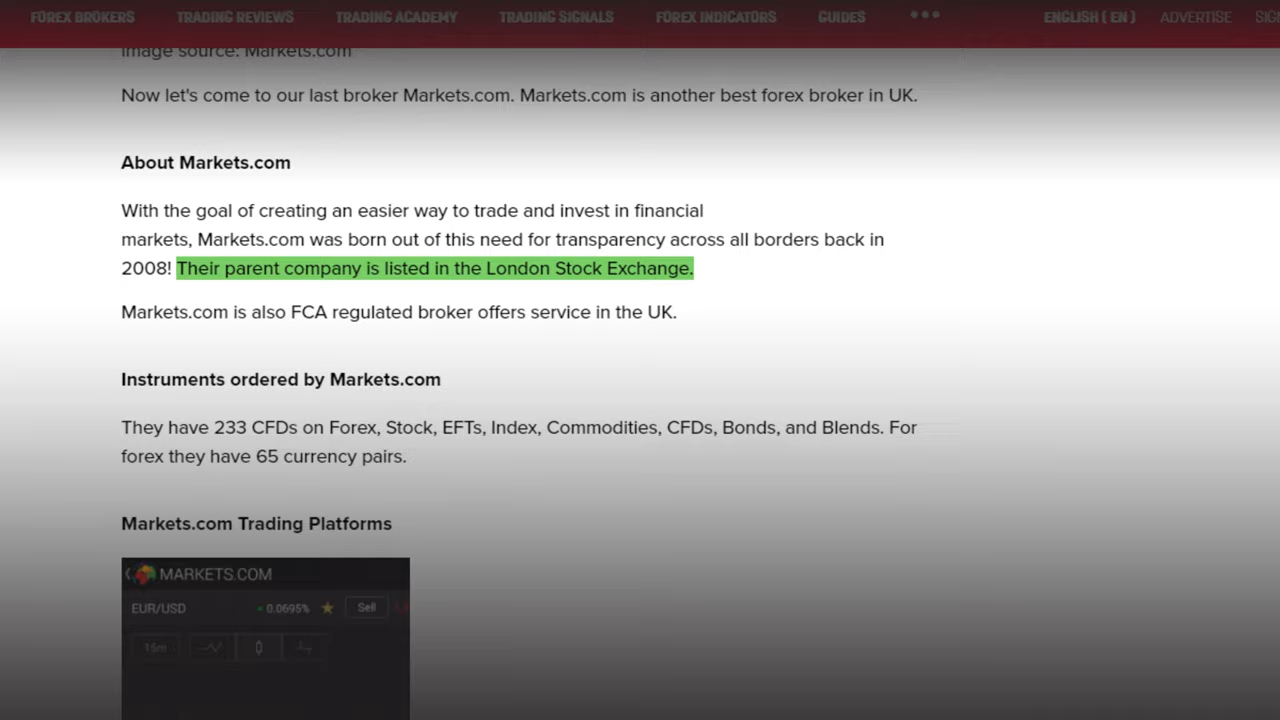 FOREX BROKERS TRADING REVIEWS TRADING ACADEMY TRADING SIGNALS FOREX INDICATORS GUIDES ••• ENGLISH ( EN ) ADVERTISE
Image source: Markets.com
Now let's come to our last broker Markets.com. Markets.com is another best forex broker in UK.
About Markets.com
With the goal of creating an easier way to trade and invest in financial
markets, Markets.com was born out of this need for transparency across all borders back in
2008! Their parent company is listed in the London Stock Exchange.
Markets.com is also FCA regulated broker offers service in the UK.
Instruments ordered by Markets.com
They have 233 CFDs on Forex, Stock, EFTs, Index, Commodities, CFDs, Bonds, and Blends. For
forex they have 65 currency pairs.
Markets.com Trading Platforms
MARKETS.COM
EUR/USD 0.0695% Sell
15m